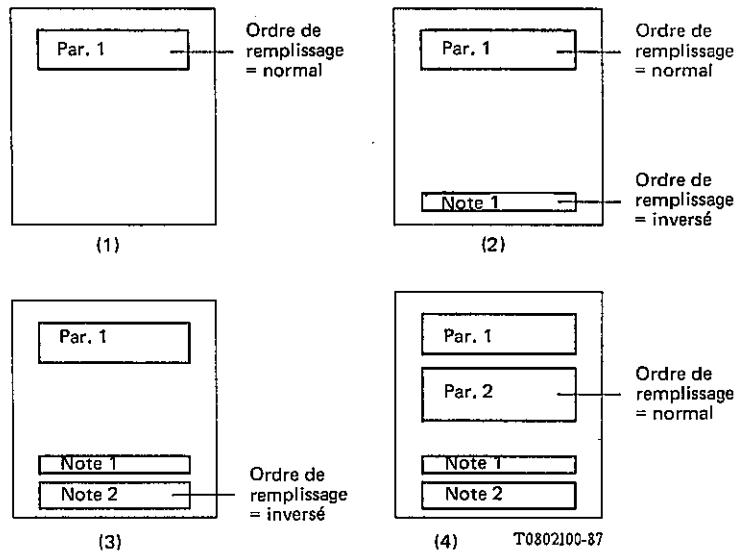 Par. 1
Ordre de
remplissage
= normal
(1)
Par. 1
Ordre de
remplissage
= normal
Note 1
Ordre de
remplissage
= inversé
(2)
Par. 1
Note 1
Note 2
Ordre de
remplissage
= inversé
(3)
Par. 1
Par. 2
Ordre de
remplissage
= normal
Note 1
Note 2
(4)
T0802100-87